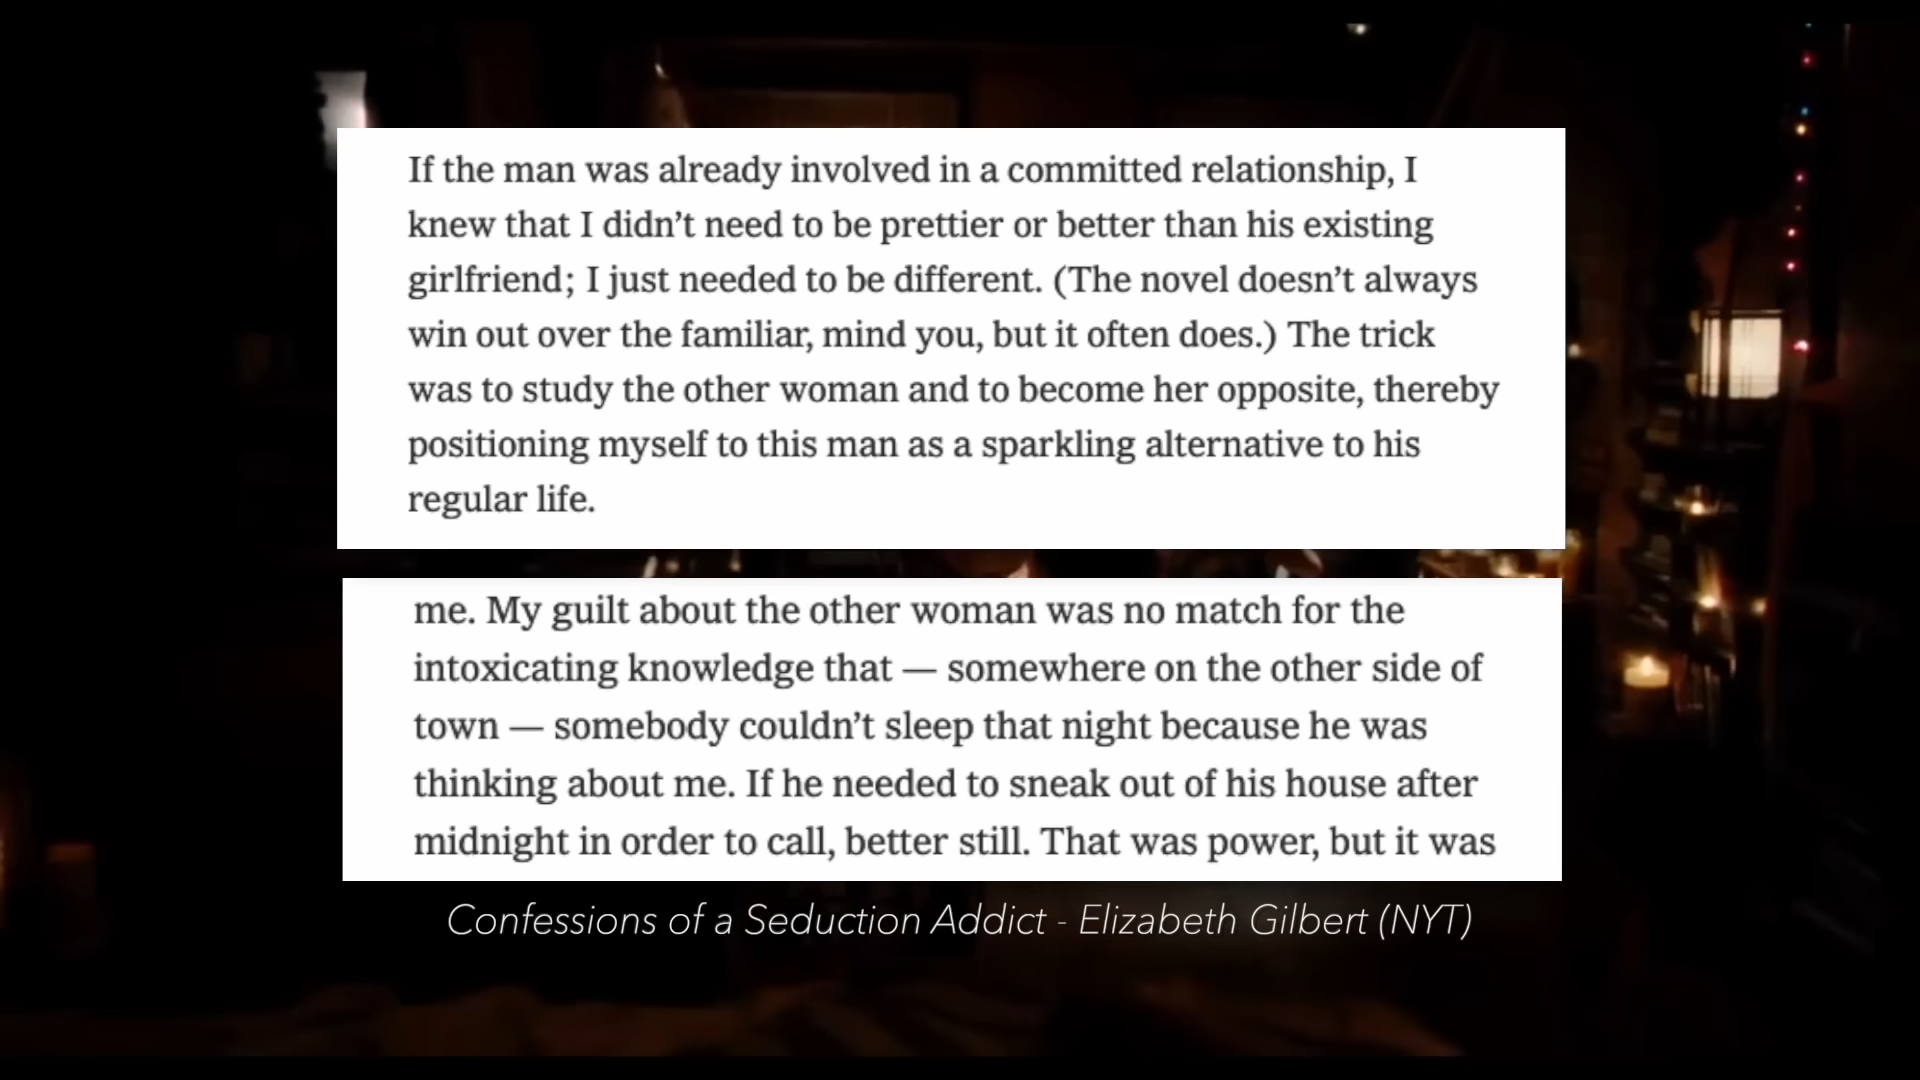 If the man was already involved in a committed relationship, I
knew that I didn’t need to be prettier or better than his existing
girlfriend; I just needed to be different. (The novel doesn’t always
win out over the familiar, mind you, but it often does.) The trick
was to study the other woman and to become her opposite, thereby
positioning myself to this man as a sparkling alternative to his
regular life.
me. My guilt about the other woman was no match for the
intoxicating knowledge that — somewhere on the other side of
town — somebody couldn’t sleep that night because he was
thinking about me. If he needed to sneak out of his house after
midnight in order to call, better still. That was power, but it was
Confessions of a Seduction Addict - Elizabeth Gilbert (NYT)